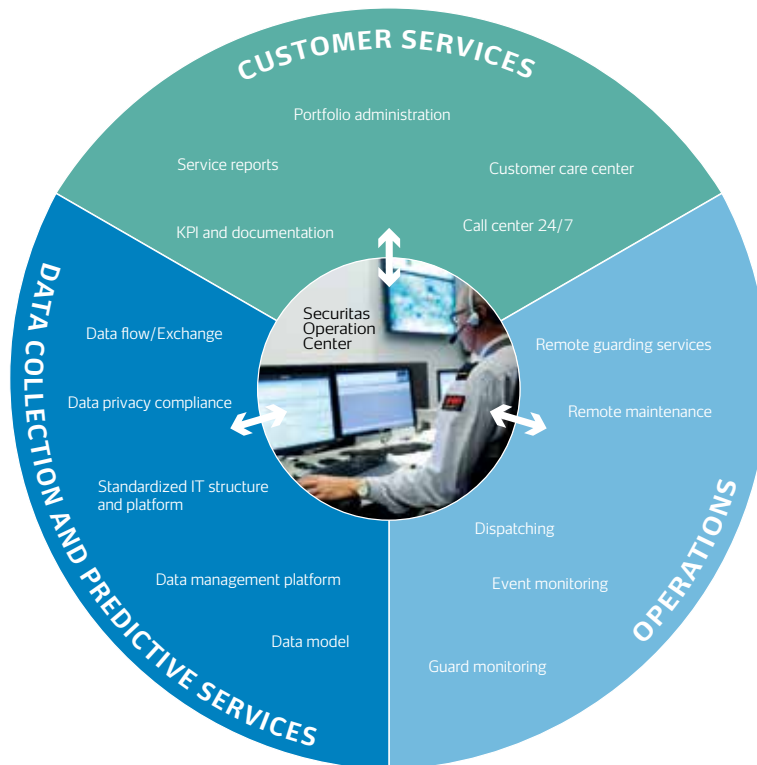 CUSTOMER SERVICES
Portfolio administration
Service reports
Customer care center
KPI and documentation
Call center 24/7
Securitas
Operation
Center
DATA COLLECTION AND PREDICTIVE SERVICES
Data flow/Exchange
Data privacy compliance
Standardized IT structure
and platform
Data management platform
Data model
OPERATIONS
Remote guarding services
Remote maintenance
Dispatching
Event monitoring
Guard monitoring